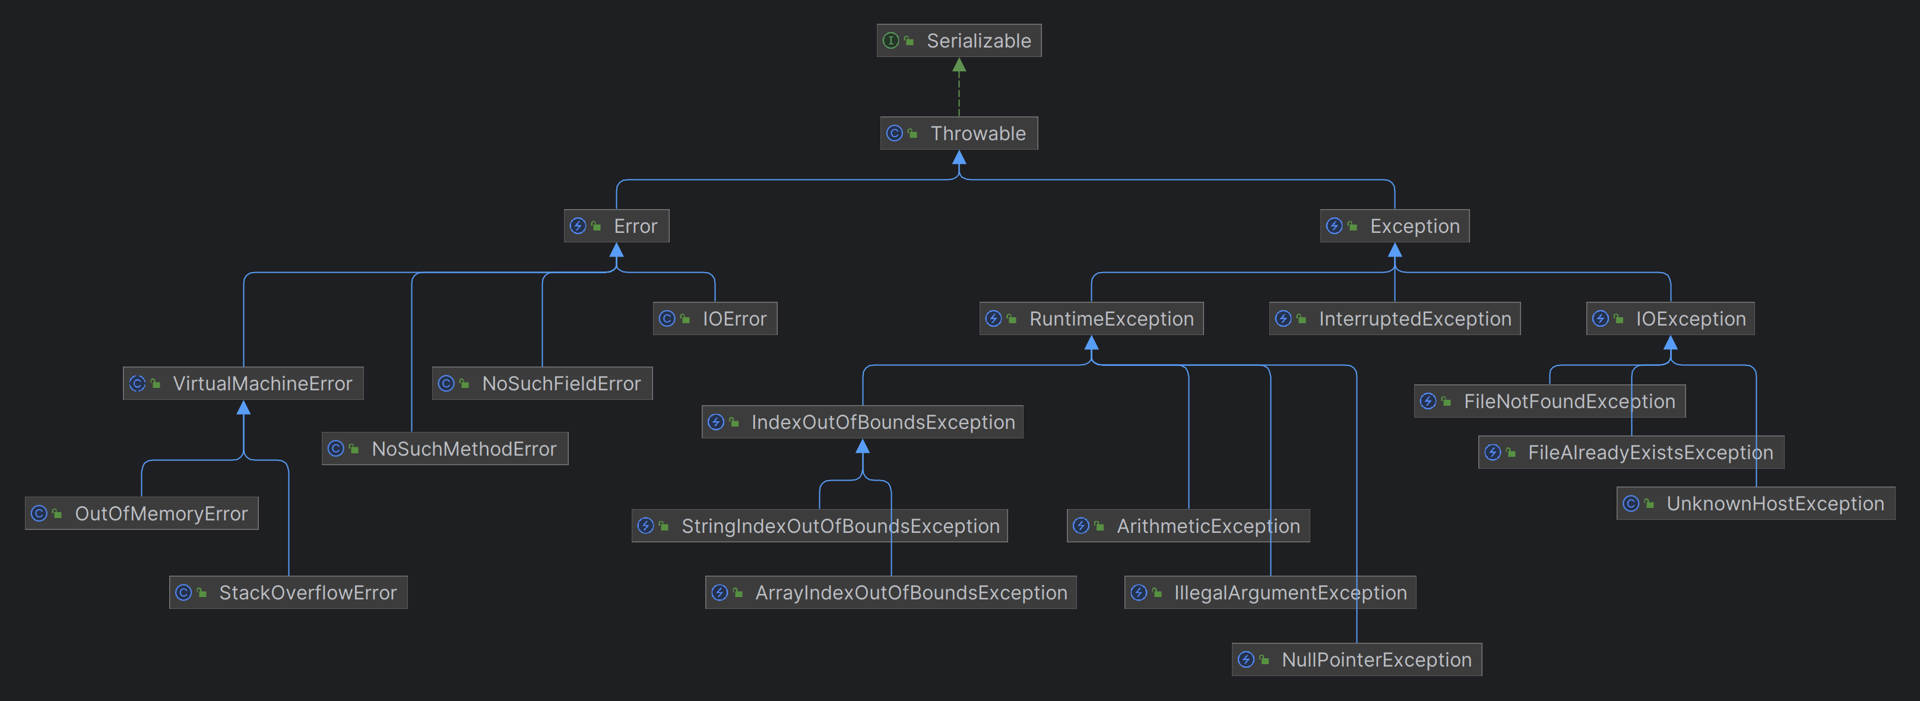 Serializable
Throwable
Error
Exception
IOError
RuntimeException
InterruptedException
IOException
VirtualMachineError
NoSuchFieldError
FileNotFoundException
IndexOutOfBoundsException
NoSuchMethodError
FileAlreadyExistsException
UnknownHostException
OutOfMemoryError
StringIndexOutOfBoundsException
ArithmeticException
StackOverflowError
ArrayIndexOutOfBoundsException
IllegalArgumentException
NullPointerException